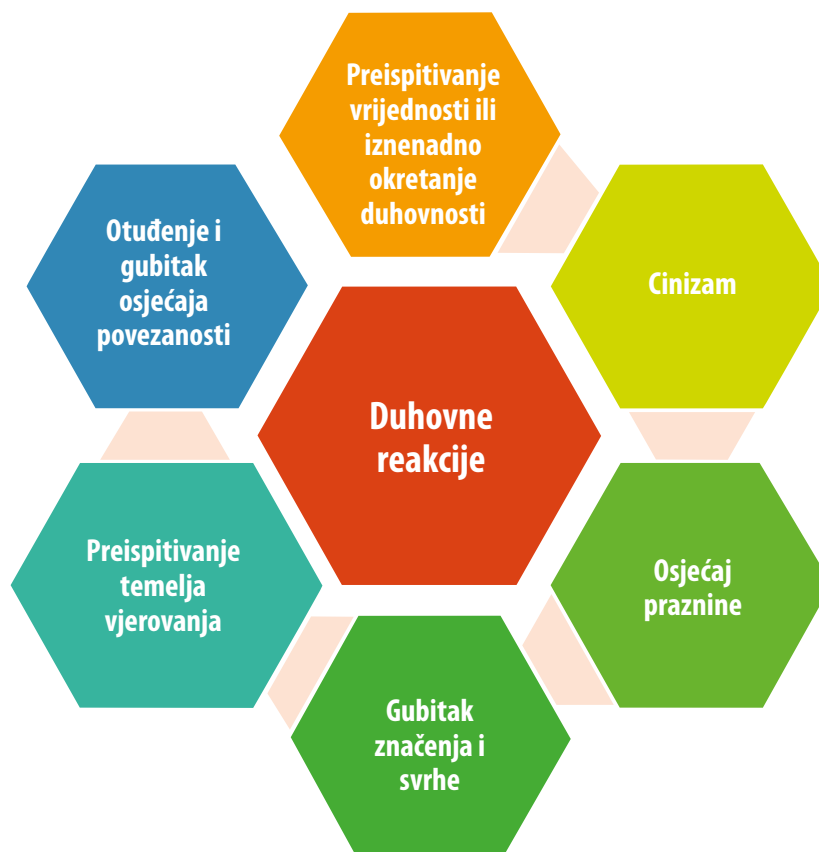 Preispitivanje
vrijednosti ili
iznenadno
okretanje
duhovnosti
Otuđenje i
gubitak
osjećaja
povezanosti
Cinizam
Duhovne
reakcije
Preispitivanje
temelja
vjerovanja
Osjećaj
praznine
Gubitak
značenja i
svrhe